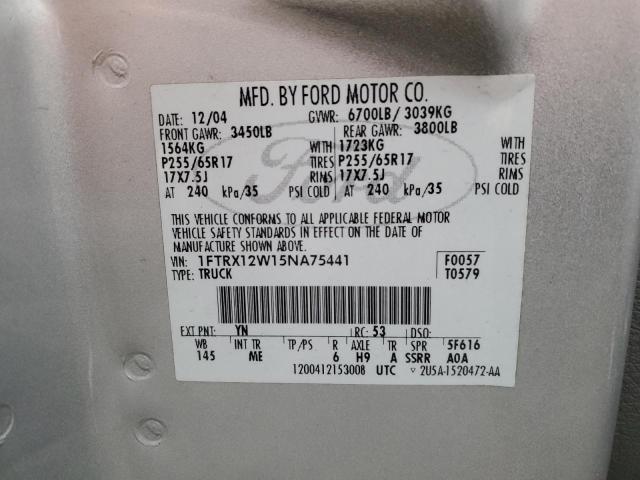 MFD. BY FORD MOTOR CO.
DATE: 12/04 GVWR: 6700LB/ 3039KG
FRONT GAWR: 3450LB REAR GAWR: 3800LB
1564KG WITH 1723KG WITH
P255/65R17 TIRES P255/65R17 TIRES
17X7.5J RIMS 17X7.5J RIMS
AT 240 kPa/35 PSI COLD AT 240 kPa/35 PSI COLD
Ford
THIS VEHICLE CONFORMS TO ALL APPLICABLE FEDERAL MOTOR
VEHICLE SAFETY STANDARDS IN EFFECT ON THE DATE OF
MANUFACTURE SHOWN ABOVE.
VIN: 1FTRX12W15NA75441 F0057
TYPE: TRUCK T0579
EXT PNT: YN RC: 53 DSO:
WB INT TR TP/PS R AXLE TR SPR 5F616
145 ME 6 H9 A SSRR A0A
1200412153008 UTC ▽ 2U5A-1520472-AA